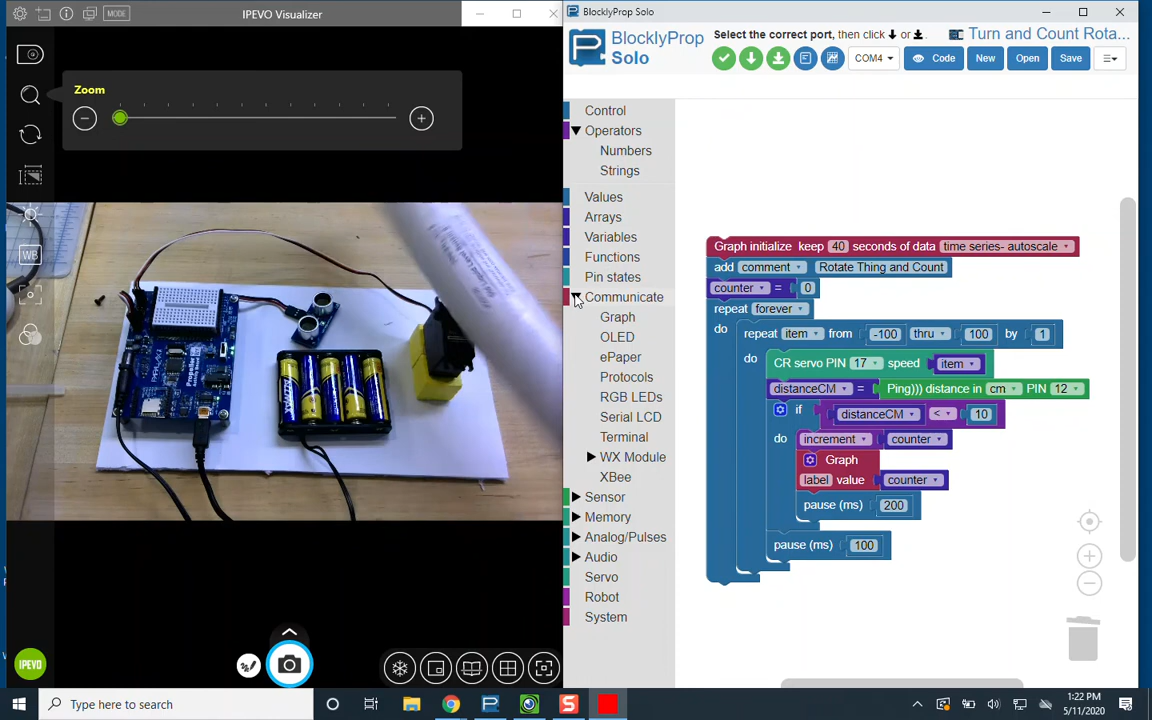 IPEVO Visualizer
MODE
Zoom
WB
IPEVO
BlocklyProp Solo
BlocklyProp
Solo
Select the correct port, then click or
Turn and Count Rota...
COM4
Code
New
Open
Save
Control
Operators
Numbers
Strings
Values
Arrays
Variables
Functions
Pin states
Communicate
Graph
OLED
ePaper
Protocols
RGB LEDs
Serial LCD
Terminal
WX Module
XBee
Sensor
Memory
Analog/Pulses
Audio
Servo
Robot
System
Graph initialize keep 40 seconds of data time series- autoscale
add comment Rotate Thing and Count
counter = 0
repeat forever
do repeat item from -100 thru 100 by 1
do CR servo PIN 17 speed item
distanceCM = Ping))) distance in cm PIN 12
if distanceCM < 10
do increment counter
Graph
label value counter
pause (ms) 200
pause (ms) 100
Type here to search
1:22 PM
5/11/2020